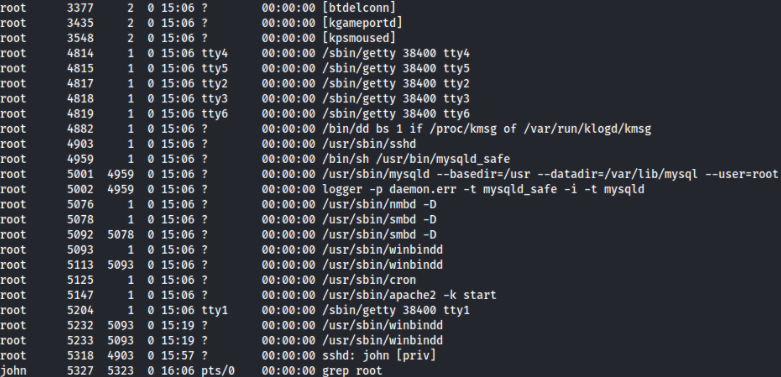 root 3377 2 0 15:06 ? 00:00:00 [btdelconn]
root 3435 2 0 15:06 ? 00:00:00 [kgameportd]
root 3548 2 0 15:06 ? 00:00:00 [kpsmoused]
root 4814 1 0 15:06 tty4 00:00:00 /sbin/getty 38400 tty4
root 4815 1 0 15:06 tty5 00:00:00 /sbin/getty 38400 tty5
root 4817 1 0 15:06 tty2 00:00:00 /sbin/getty 38400 tty2
root 4818 1 0 15:06 tty3 00:00:00 /sbin/getty 38400 tty3
root 4819 1 0 15:06 tty6 00:00:00 /sbin/getty 38400 tty6
root 4882 1 0 15:06 ? 00:00:00 /bin/dd bs 1 if /proc/kmsg of /var/run/klogd/kmsg
root 4903 1 0 15:06 ? 00:00:00 /usr/sbin/sshd
root 4959 1 0 15:06 ? 00:00:00 /bin/sh /usr/bin/mysqld_safe
root 5001 4959 0 15:06 ? 00:00:00 /usr/sbin/mysqld --basedir=/usr --datadir=/var/lib/mysql --user=root
root 5002 4959 0 15:06 ? 00:00:00 logger -p daemon.err -t mysqld_safe -i -t mysqld
root 5076 1 0 15:06 ? 00:00:00 /usr/sbin/nmbd -D
root 5078 1 0 15:06 ? 00:00:00 /usr/sbin/smbd -D
root 5092 5078 0 15:06 ? 00:00:00 /usr/sbin/smbd -D
root 5093 1 0 15:06 ? 00:00:00 /usr/sbin/winbindd
root 5113 5093 0 15:06 ? 00:00:00 /usr/sbin/winbindd
root 5125 1 0 15:06 ? 00:00:00 /usr/sbin/cron
root 5147 1 0 15:06 ? 00:00:00 /usr/sbin/apache2 -k start
root 5204 1 0 15:06 tty1 00:00:00 /sbin/getty 38400 tty1
root 5232 5093 0 15:19 ? 00:00:00 /usr/sbin/winbindd
root 5233 5093 0 15:19 ? 00:00:00 /usr/sbin/winbindd
root 5318 4903 0 15:57 ? 00:00:00 sshd: john [priv]
john 5327 5323 0 16:06 pts/0 00:00:00 grep root